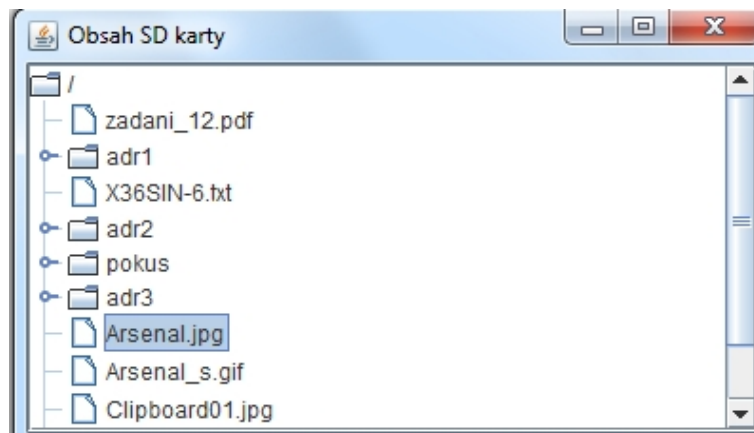 Obsah SD karty
/
zadani_12.pdf
adr1
X36SIN-6.txt
adr2
pokus
adr3
Arsenal.jpg
Arsenal_s.gif
Clipboard01.jpg